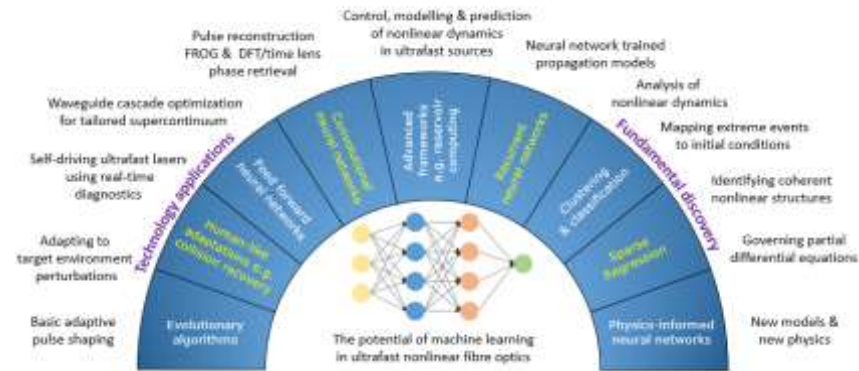 Control, modelling & prediction
of nonlinear dynamics
in ultrafast sources
Pulse reconstruction
FROG & DFT/time lens
phase retrieval
Neural network trained
propagation models
Waveguide cascade optimization
for tailored supercontinuum
Analysis of
nonlinear dynamics
Self-driving ultrafast lasers
using real-time
diagnostics
Mapping extreme events
to initial conditions
Adapting to
target environment
perturbations
Identifying coherent
nonlinear structures
Basic adaptive
pulse shaping
Governing partial
differential equations
New models &
new physics
Technology applications
Fundamental discovery
Evolutionary
algorithms
Human-like
adaptations e.g.
collision recovery
Feed forward
neural networks
Convolutional
neural networks
Advanced
frameworks
e.g. reservoir
computing
Recurrent
neural networks
Clustering
& classification
Sparse
Regression
Physics-informed
neural networks
The potential of machine learning
in ultrafast nonlinear fibre optics